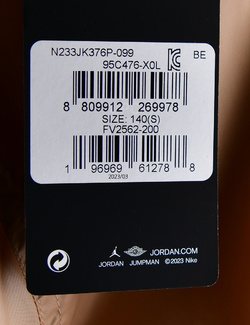 N233JK376P-099
95C476-X0L
BE
8 809912 269978
SIZE: 140(S)
FV2562-200
1 96969 61278 8
2023/03
JORDAN.COM
JORDAN JUMPMAN ©2023 Nike